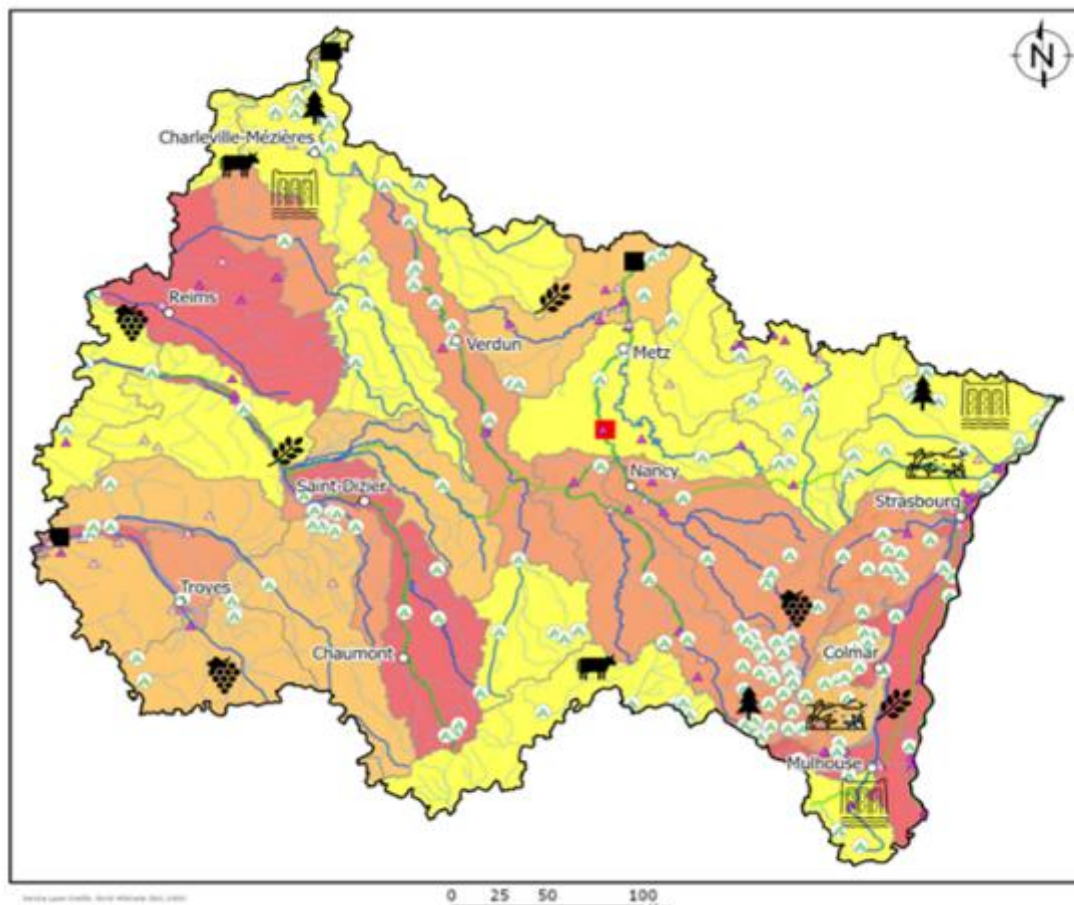 N
Charleville-Mézières
Reims
Verdun
Metz
Nancy
Saint-Dizier
Strasbourg
Troyes
Chaumont
Colmar
Mulhouse
0 25 50 100